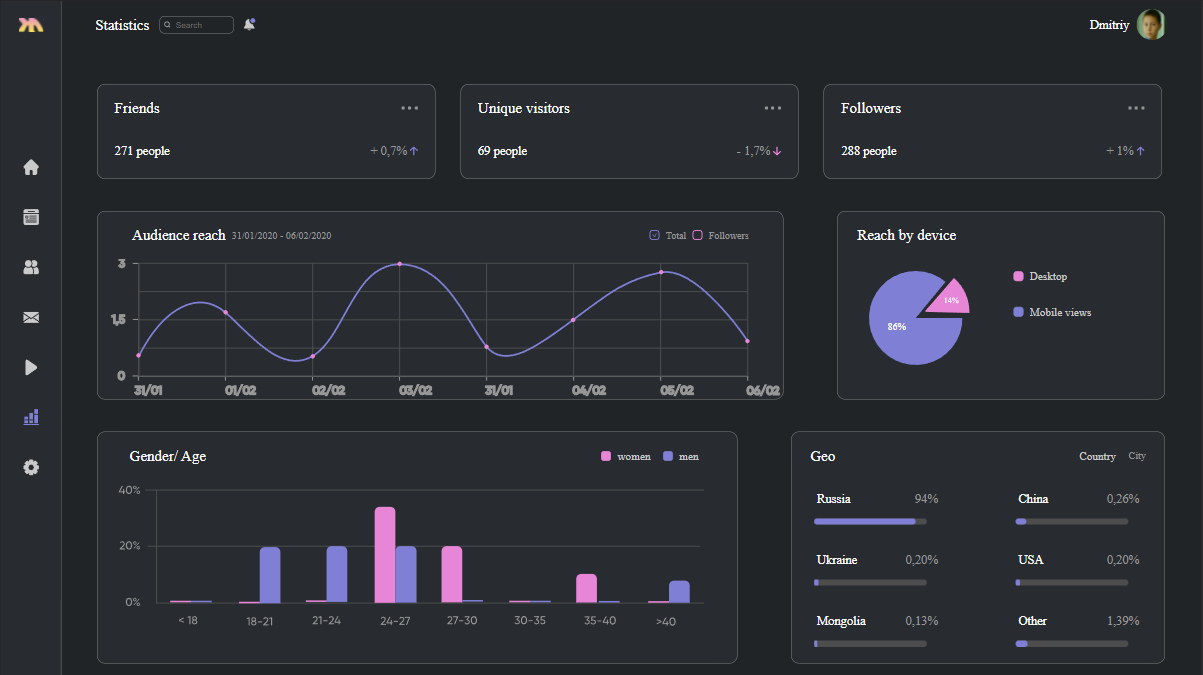 Statistics Search Dmitriy
Friends
271 people + 0,7%
Unique visitors
69 people - 1,7%
Followers
288 people + 1%
Audience reach 31/01/2020 - 06/02/2020 Total Followers
3
1,5
0
31/01 01/02 02/02 03/02 31/01 04/02 05/02 06/02
Reach by device
Desktop
Mobile views
14%
86%
Gender/ Age women men
40%
20%
0%
< 18 18-21 21-24 24-27 27-30 30-35 35-40 >40
Geo Country City
Russia 94% China 0,26%
Ukraine 0,20% USA 0,20%
Mongolia 0,13% Other 1,39%